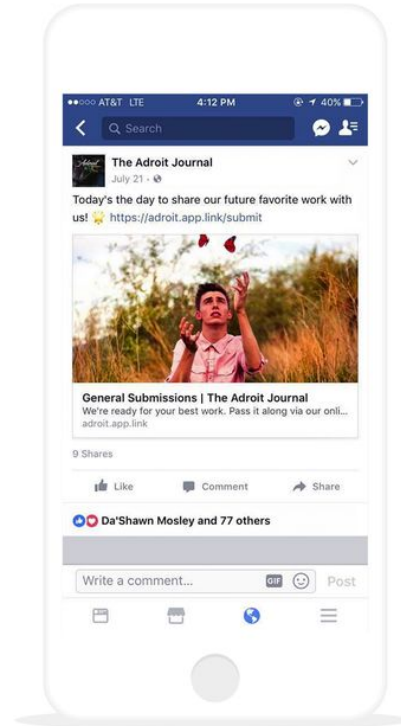 AT&T LTE 4:12 PM 40%
Search
The Adroit Journal
July 21
Today's the day to share our future favorite work with
us! https://adroit.app.link/submit
General Submissions | The Adroit Journal
We're ready for your best work. Pass it along via our onli...
adroit.app.link
9 Shares
Like Comment Share
Da'Shawn Mosley and 77 others
Write a comment... GIF Post